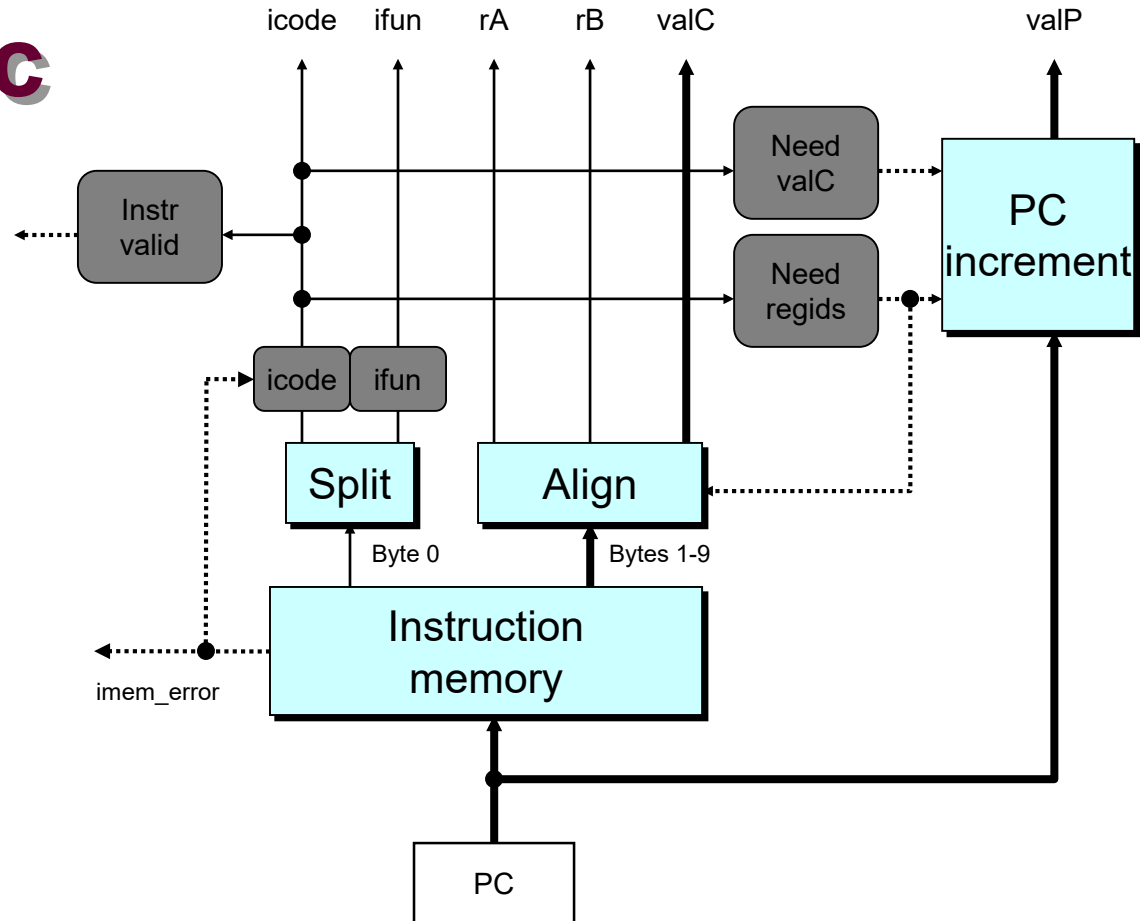 icode ifun rA rB valC valP
c
Need
valC
Instr
valid
PC
increment
Need
regids
icode ifun
Split
Align
Byte 0
Bytes 1-9
Instruction
memory
imem_error
PC